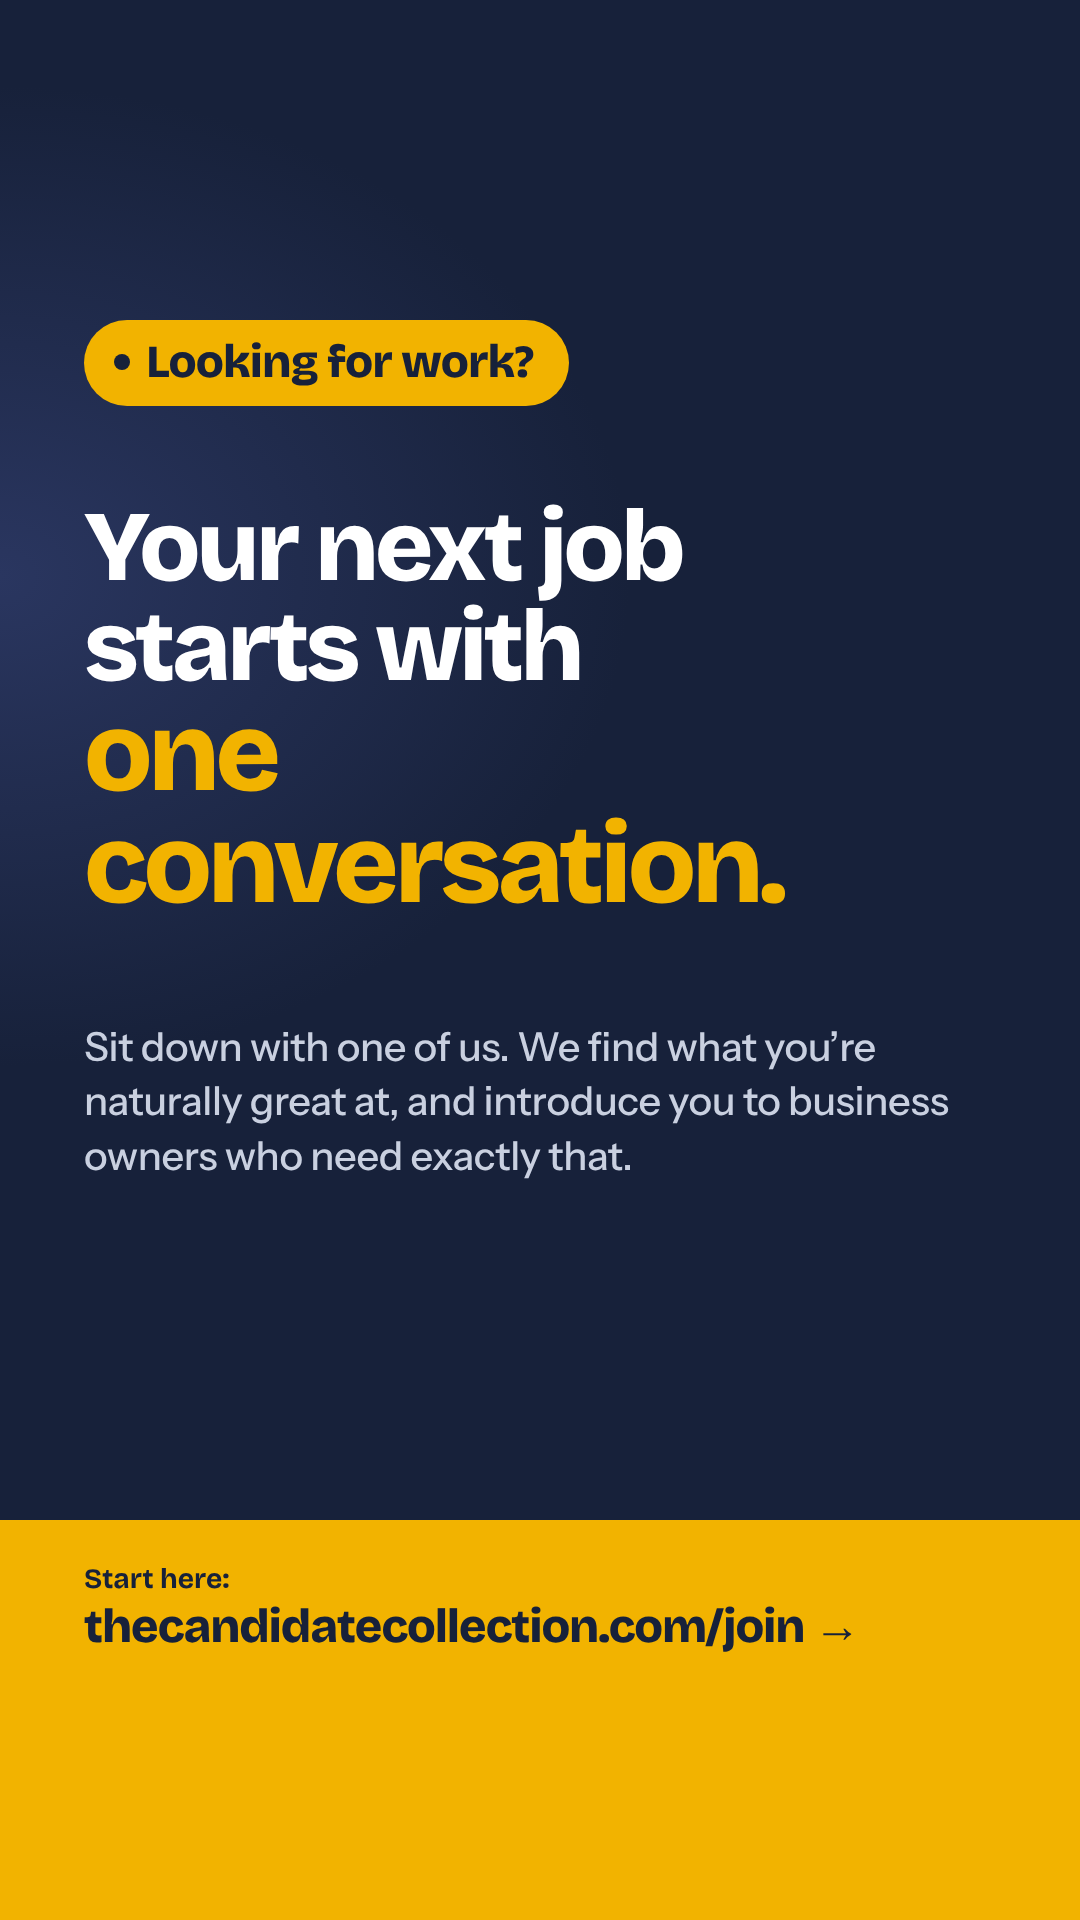 Looking for work?
Your next job
starts with
one
conversation.
Sit down with one of us. We find what you’re
naturally great at, and introduce you to business
owners who need exactly that.
Start here:
thecandidatecollection.com/join →